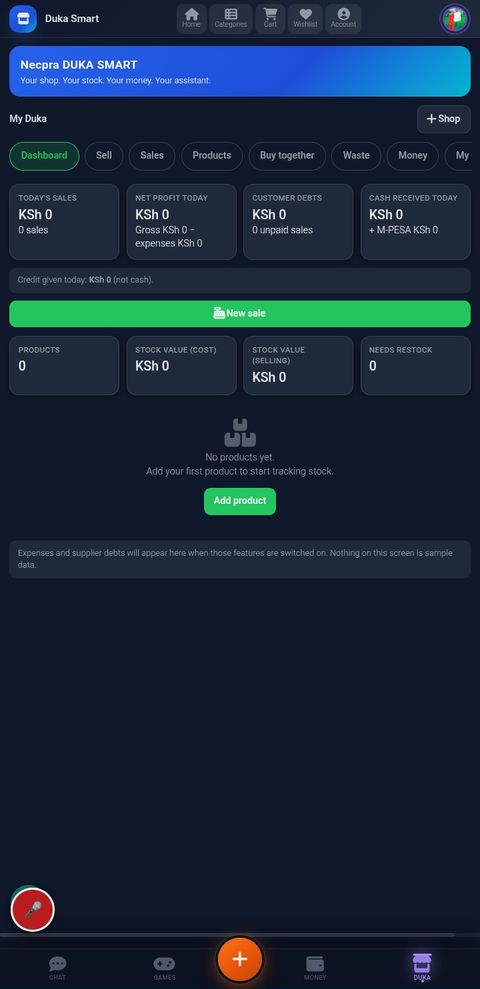 Duka Smart
Home
Categories
Cart
Wishlist
Account
Necpra DUKA SMART
Your shop. Your stock. Your money. Your assistant.
My Duka
+ Shop
Dashboard
Sell
Sales
Products
Buy together
Waste
Money
My
TODAY'S SALES
KSh 0
0 sales
NET PROFIT TODAY
KSh 0
Gross KSh 0 −
expenses KSh 0
CUSTOMER DEBTS
KSh 0
0 unpaid sales
CASH RECEIVED TODAY
KSh 0
+ M-PESA KSh 0
Credit given today: KSh 0 (not cash).
New sale
PRODUCTS
0
STOCK VALUE (COST)
KSh 0
STOCK VALUE
(SELLING)
KSh 0
NEEDS RESTOCK
0
No products yet.
Add your first product to start tracking stock.
Add product
Expenses and supplier debts will appear here when those features are switched on. Nothing on this screen is sample
data.
CHAT
GAMES
MONEY
DUKA